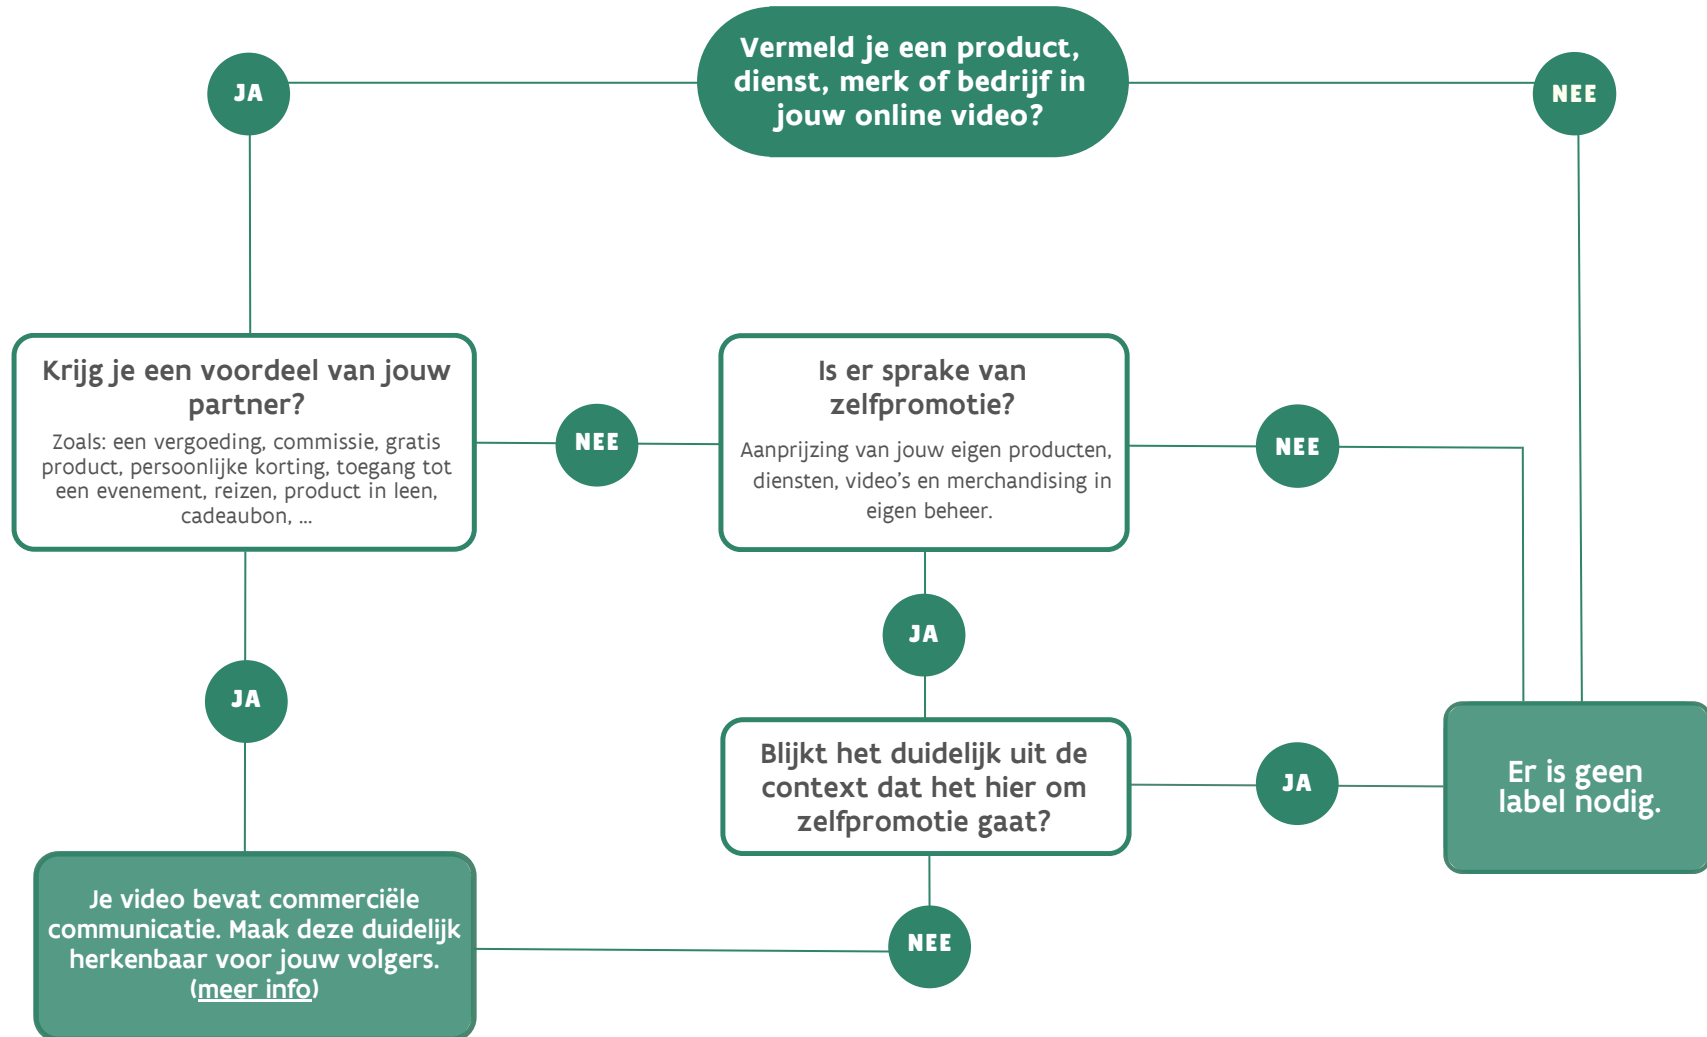 Vermeld je een product,
dienst, merk of bedrijf in
jouw online video?
JA
NEE
Krijg je een voordeel van jouw
partner?
Zoals: een vergoeding, commissie, gratis
product, persoonlijke korting, toegang tot
een evenement, reizen, product in leen,
cadeaubon, ...
NEE
Is er sprake van
zelfpromotie?
Aanprijzing van jouw eigen producten,
diensten, video's en merchandising in
eigen beheer.
NEE
JA
JA
Blijkt het duidelijk uit de
context dat het hier om
zelfpromotie gaat?
JA
Er is geen
label nodig.
Je video bevat commerciële
communicatie. Maak deze duidelijk
herkenbaar voor jouw volgers.
(meer info)
NEE